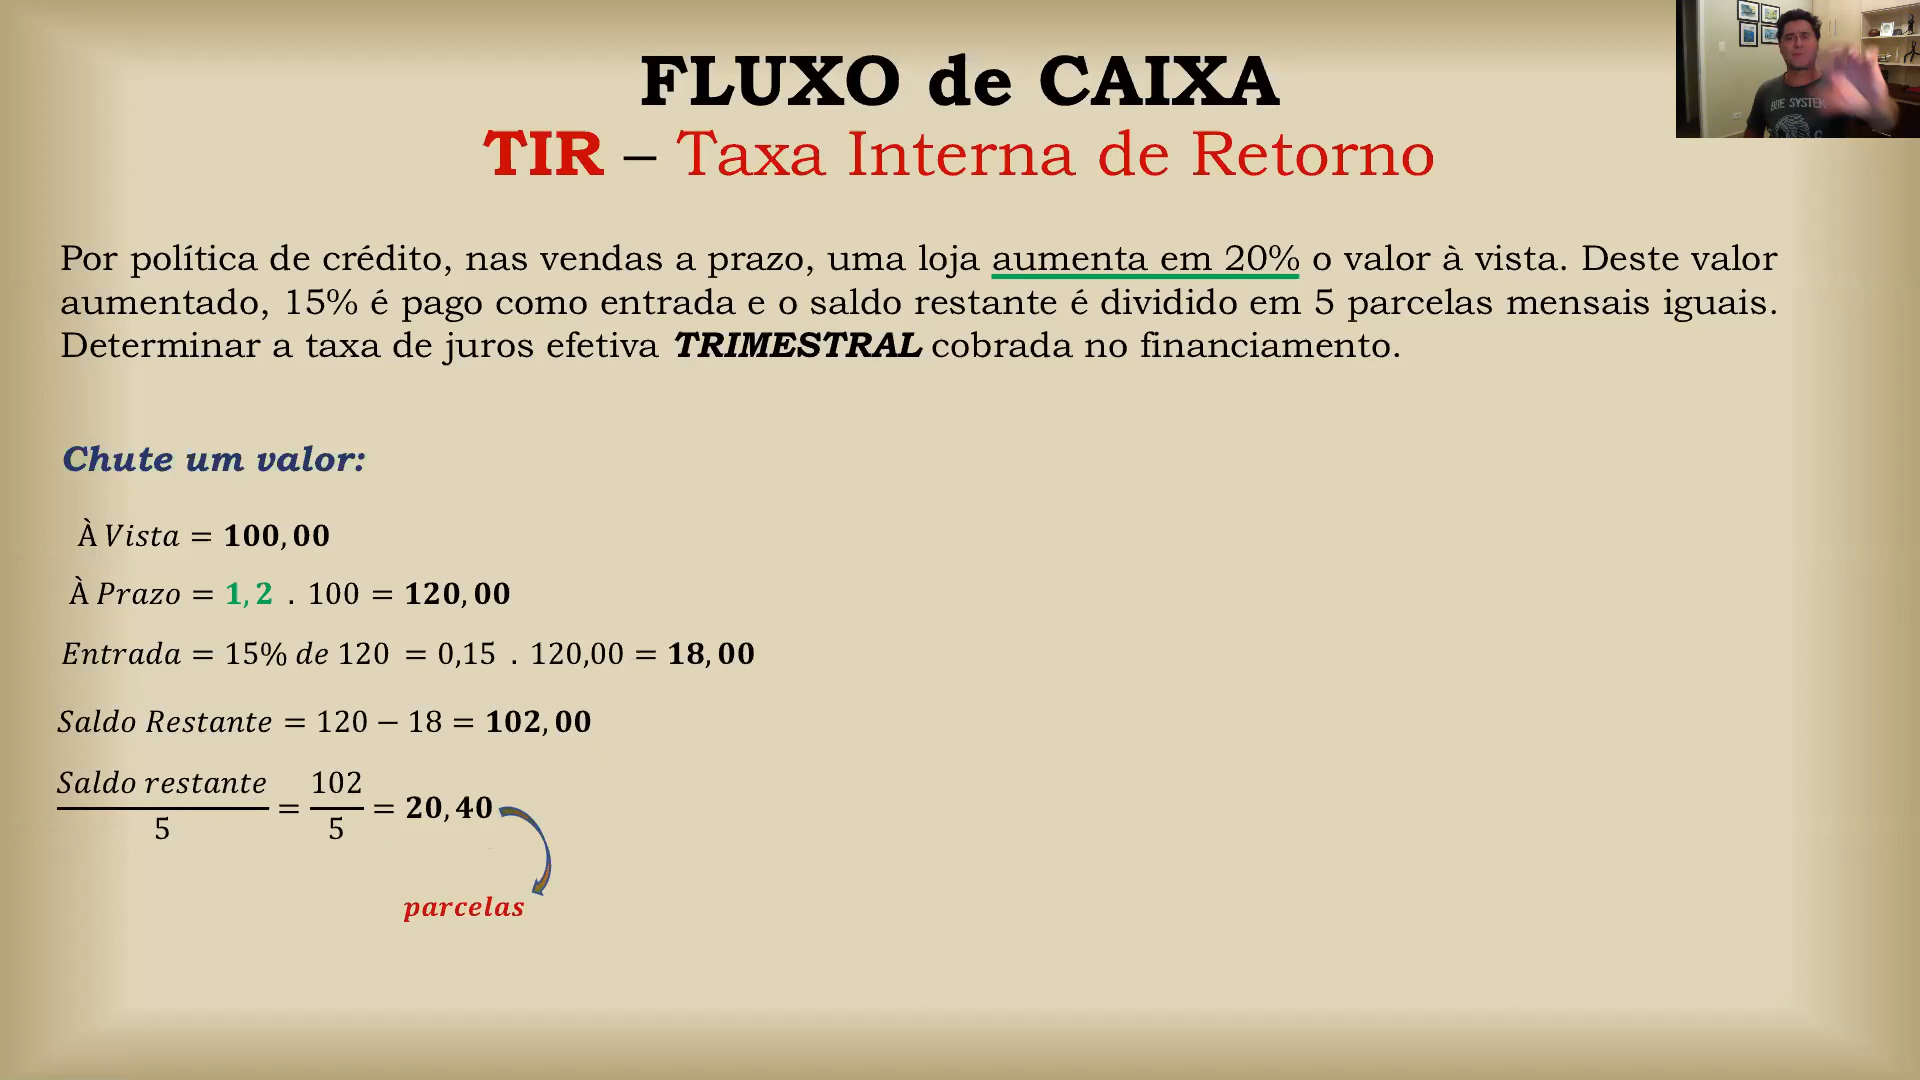 FLUXO de CAIXA
TIR – Taxa Interna de Retorno
Por política de crédito, nas vendas a prazo, uma loja aumenta em 20% o valor à vista. Deste valor
aumentado, 15% é pago como entrada e o saldo restante é dividido em 5 parcelas mensais iguais.
Determinar a taxa de juros efetiva TRIMESTRAL cobrada no financiamento.
Chute um valor:
À Vista = 100,00
À Prazo = 1,2 . 100 = 120,00
Entrada = 15% de 120 = 0,15 . 120,00 = 18,00
Saldo Restante = 120 − 18 = 102,00
Saldo restante / 5 = 102 / 5 = 20,40
parcelas